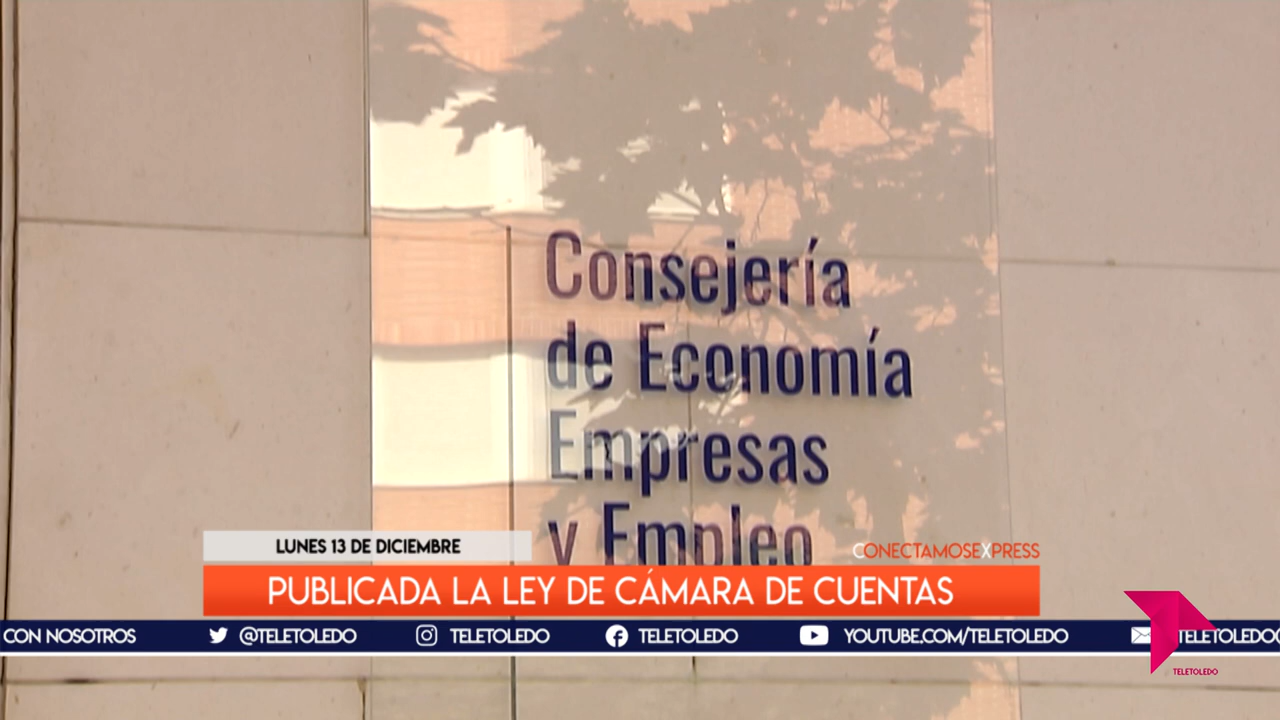 Consejería
de Economía
Empresas
y Empleo
LUNES 13 DE DICIEMBRE
CONECTAMOSEXPRESS
PUBLICADA LA LEY DE CÁMARA DE CUENTAS
CON NOSOTROS @TELETOLEDO TELETOLEDO TELETOLEDO YOUTUBE.COM/TELETOLEDO
TELETOLEDO